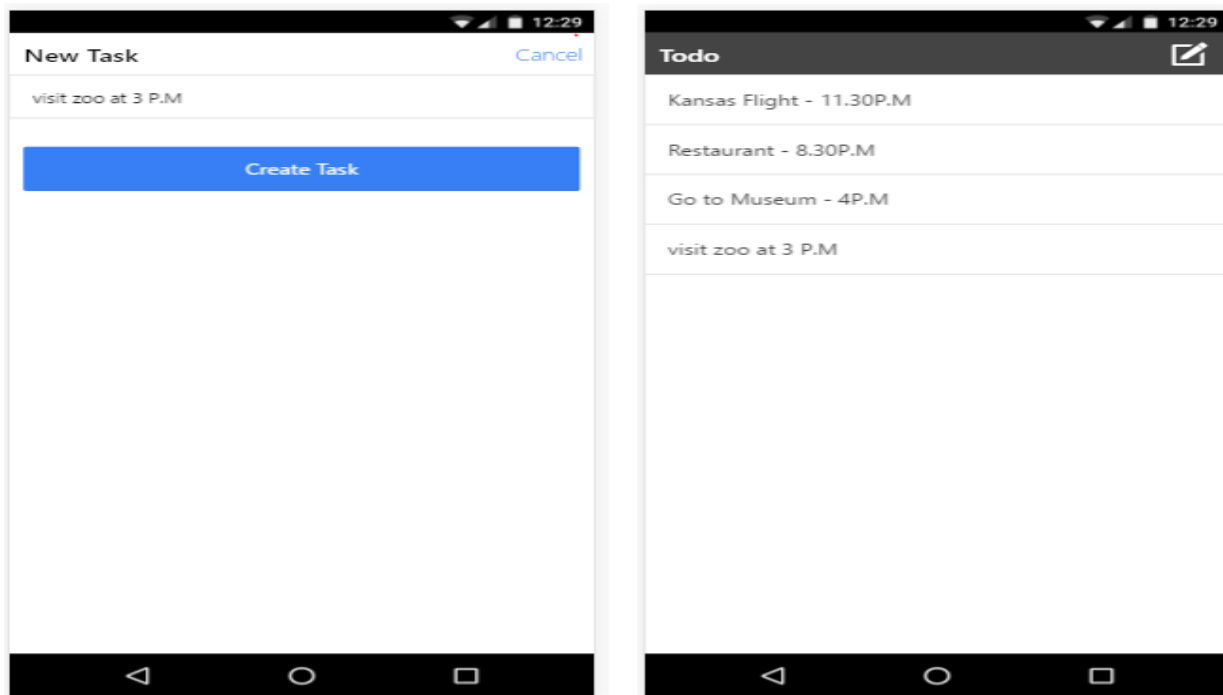 12:29
New Task Cancel
visit zoo at 3 P.M
Create Task
12:29
Todo
Kansas Flight - 11.30P.M
Restaurant - 8.30P.M
Go to Museum - 4P.M
visit zoo at 3 P.M